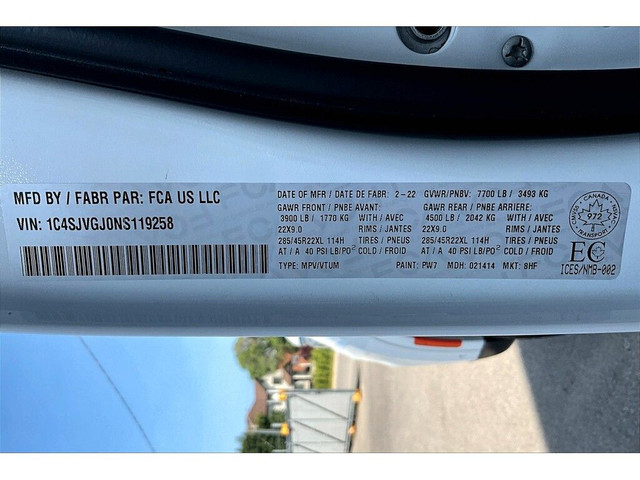 MFD BY / FABR PAR: FCA US LLC
VIN: 1C4SJVGJ0NS119258
DATE OF MFR / DATE DE FABR: 2-22 GVWR/PNBV: 7700 LB / 3493 KG
GAWR FRONT / PNBE AVANT: GAWR REAR / PNBE ARRIERE:
3900 LB / 1770 KG WITH / AVEC 4500 LB / 2042 KG WITH / AVEC
22X9.0 RIMS / JANTES 22X9.0 RIMS / JANTES
285/45R22XL 114H TIRES / PNEUS 285/45R22XL 114H TIRES / PNEUS
AT / A 40 PSI LB/PO² COLD / FROID AT / A 40 PSI LB/PO² COLD / FROID
TYPE: MPV/VTUM PAINT: PW7 MDH: 021414 MKT: 8HF
CANADA
CMVSS NSVAC
972
TRANSPORT
EC
ICES/NMB-002